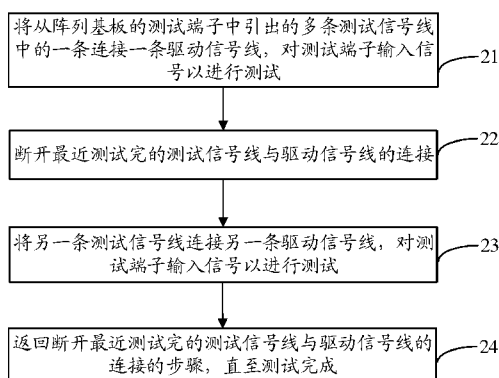 将从阵列基板的测试端子中引出的多条测试信号线
中的一条连接一条驱动信号线，对测试端子输入信
号以进行测试
21
断开最近测试完的测试信号线与驱动信号线的连接
22
将另一条测试信号线连接另一条驱动信号线，对测
试端子输入信号以进行测试
23
返回断开最近测试完的测试信号线与驱动信号线的
连接的步骤，直至测试完成
24